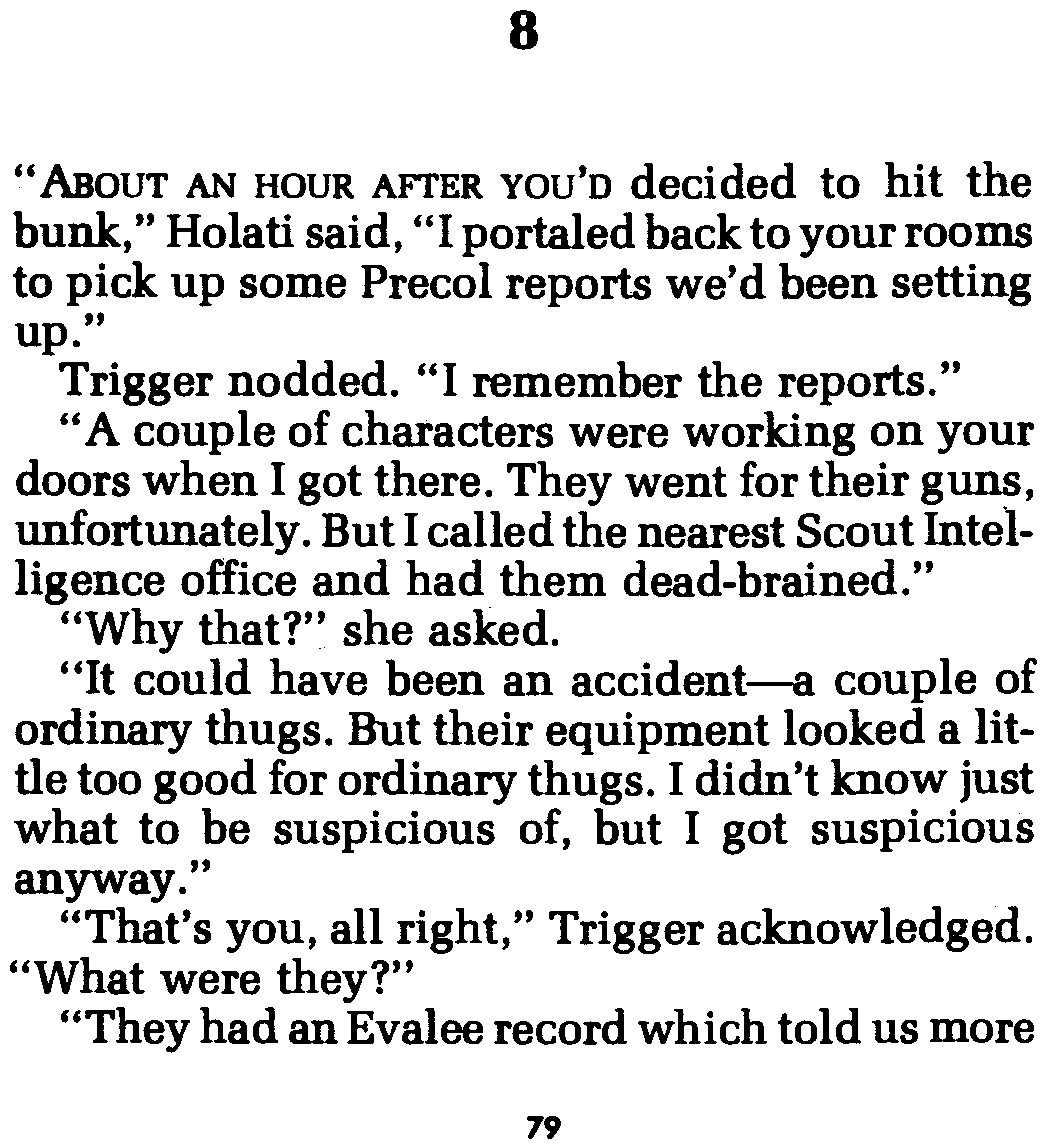 8
“ABOUT AN HOUR AFTER YOU’D decided to hit the
bunk,” Holati said, “I portaled back to your rooms
to pick up some Precol reports we’d been setting
up.”
Trigger nodded. “I remember the reports.”
“A couple of characters were working on your
doors when I got there. They went for their guns,
unfortunately. But I called the nearest Scout Intel-
ligence office and had them dead-brained.”
“Why that?” she asked.
“It could have been an accident—a couple of
ordinary thugs. But their equipment looked a lit-
tle too good for ordinary thugs. I didn’t know just
what to be suspicious of, but I got suspicious
anyway.”
“That’s you, all right,” Trigger acknowledged.
“What were they?”
“They had an Evalee record which told us more
79